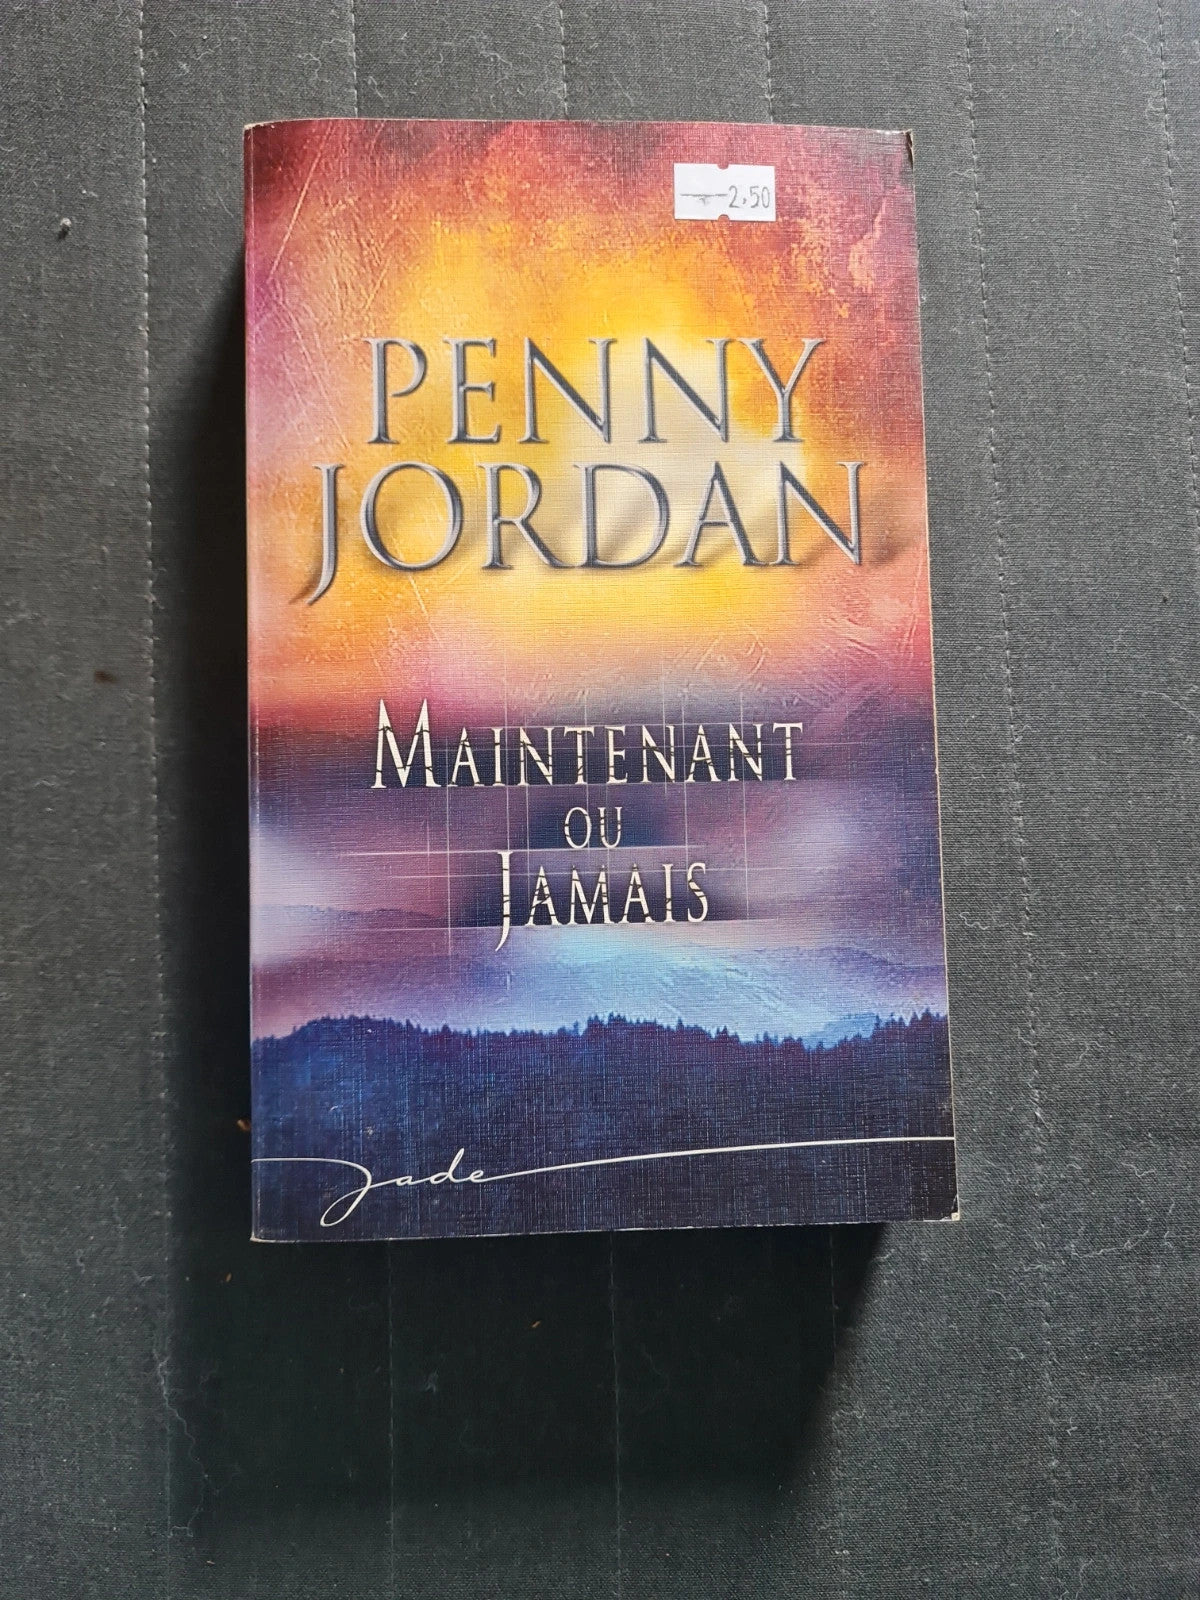 2.50
PENNY
JORDAN
MAINTENANT
OU
JAMAIS
Jade